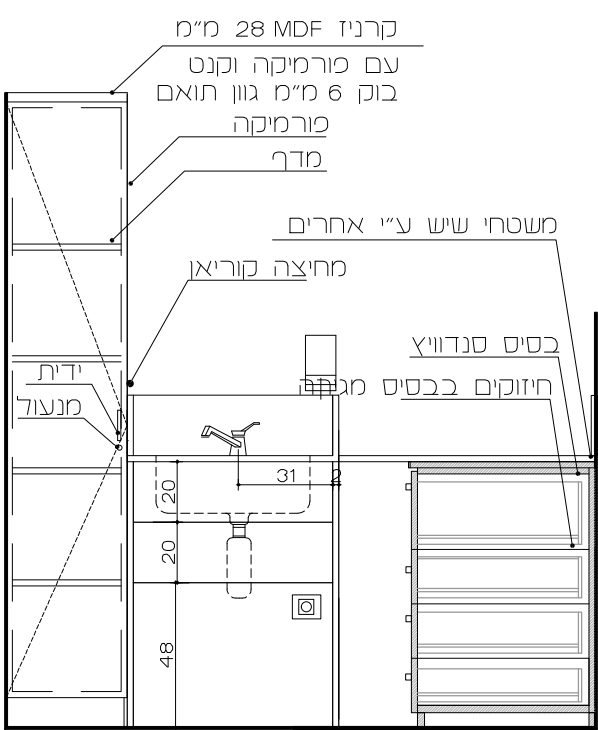 קרניז MDF 28 מ"מ
עם פורמיקה וקנט
בוק 6 מ"מ גוון תואם
פורמיקה
מדף
משטחי שיש ע"י אחרים
מחיצה קוריאן
בסיס סנדוויץ
ידית
חיזוקים בבסיס מגירה
מנעול
31
2
20
20
48